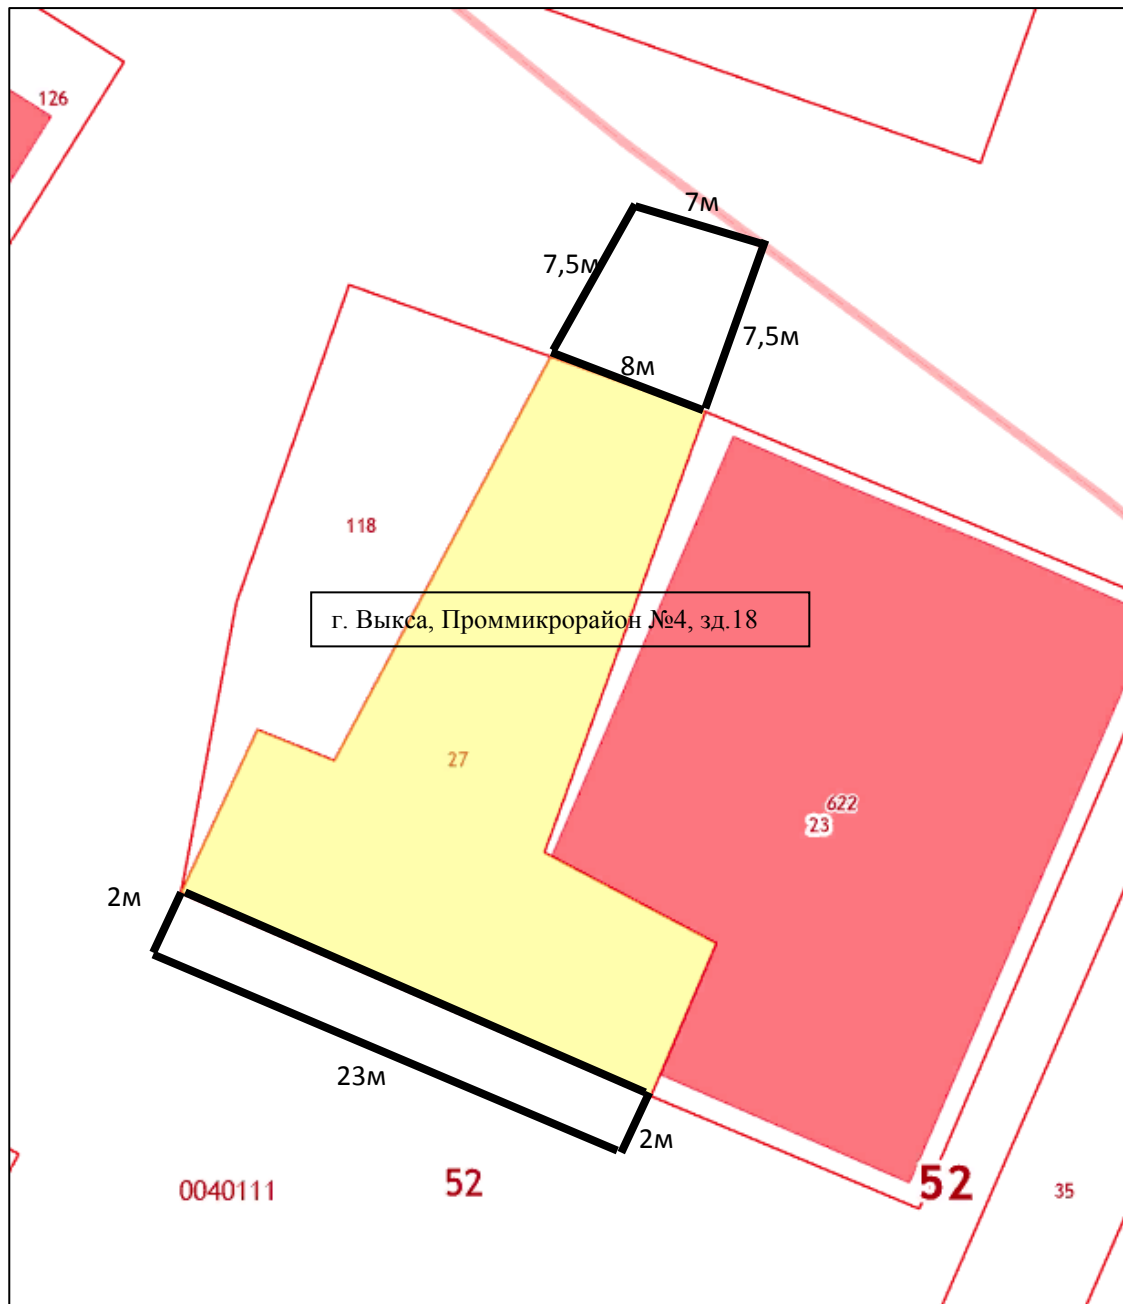 126
7м
7,5м
7,5м
8м
118
г. Выкса, Проммикрорайон №4, зд.18
27
622
23
2м
23м
2м
0040111
52
52
35